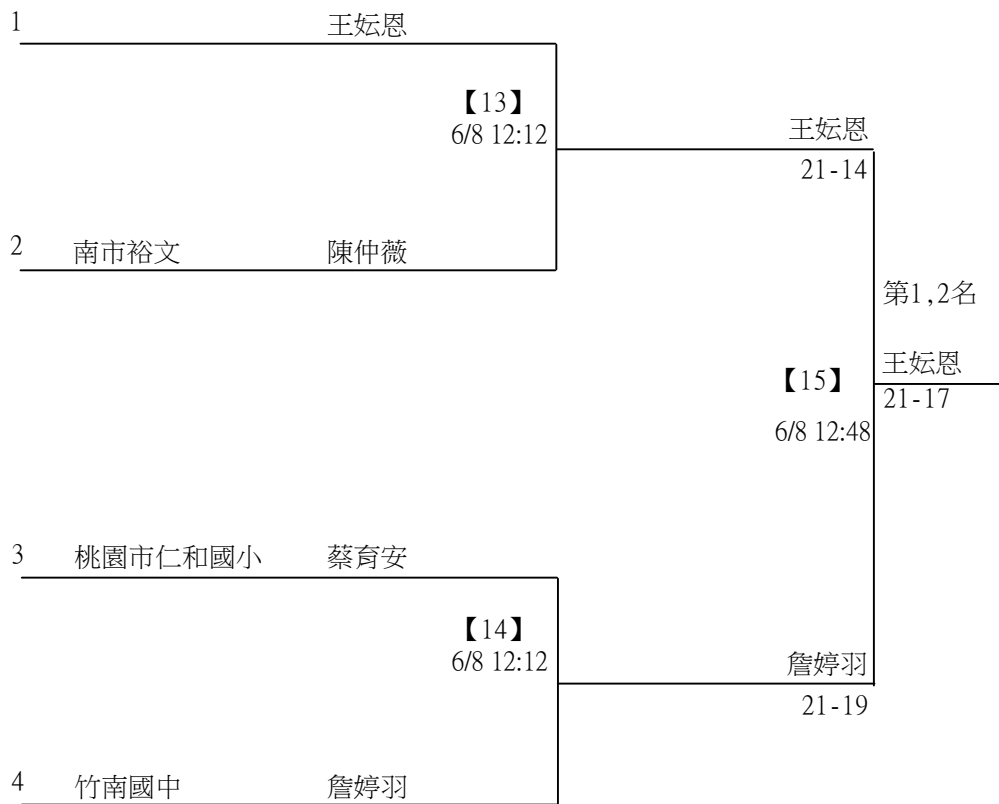 1 王妘恩
【13】
6/8 12:12
王妘恩
21-14
2 南市裕文 陳仲薇
第1,2名
【15】
王妘恩
21-17
6/8 12:48
3 桃園市仁和國小 蔡育安
【14】
6/8 12:12
詹婷羽
21-19
4 竹南國中 詹婷羽